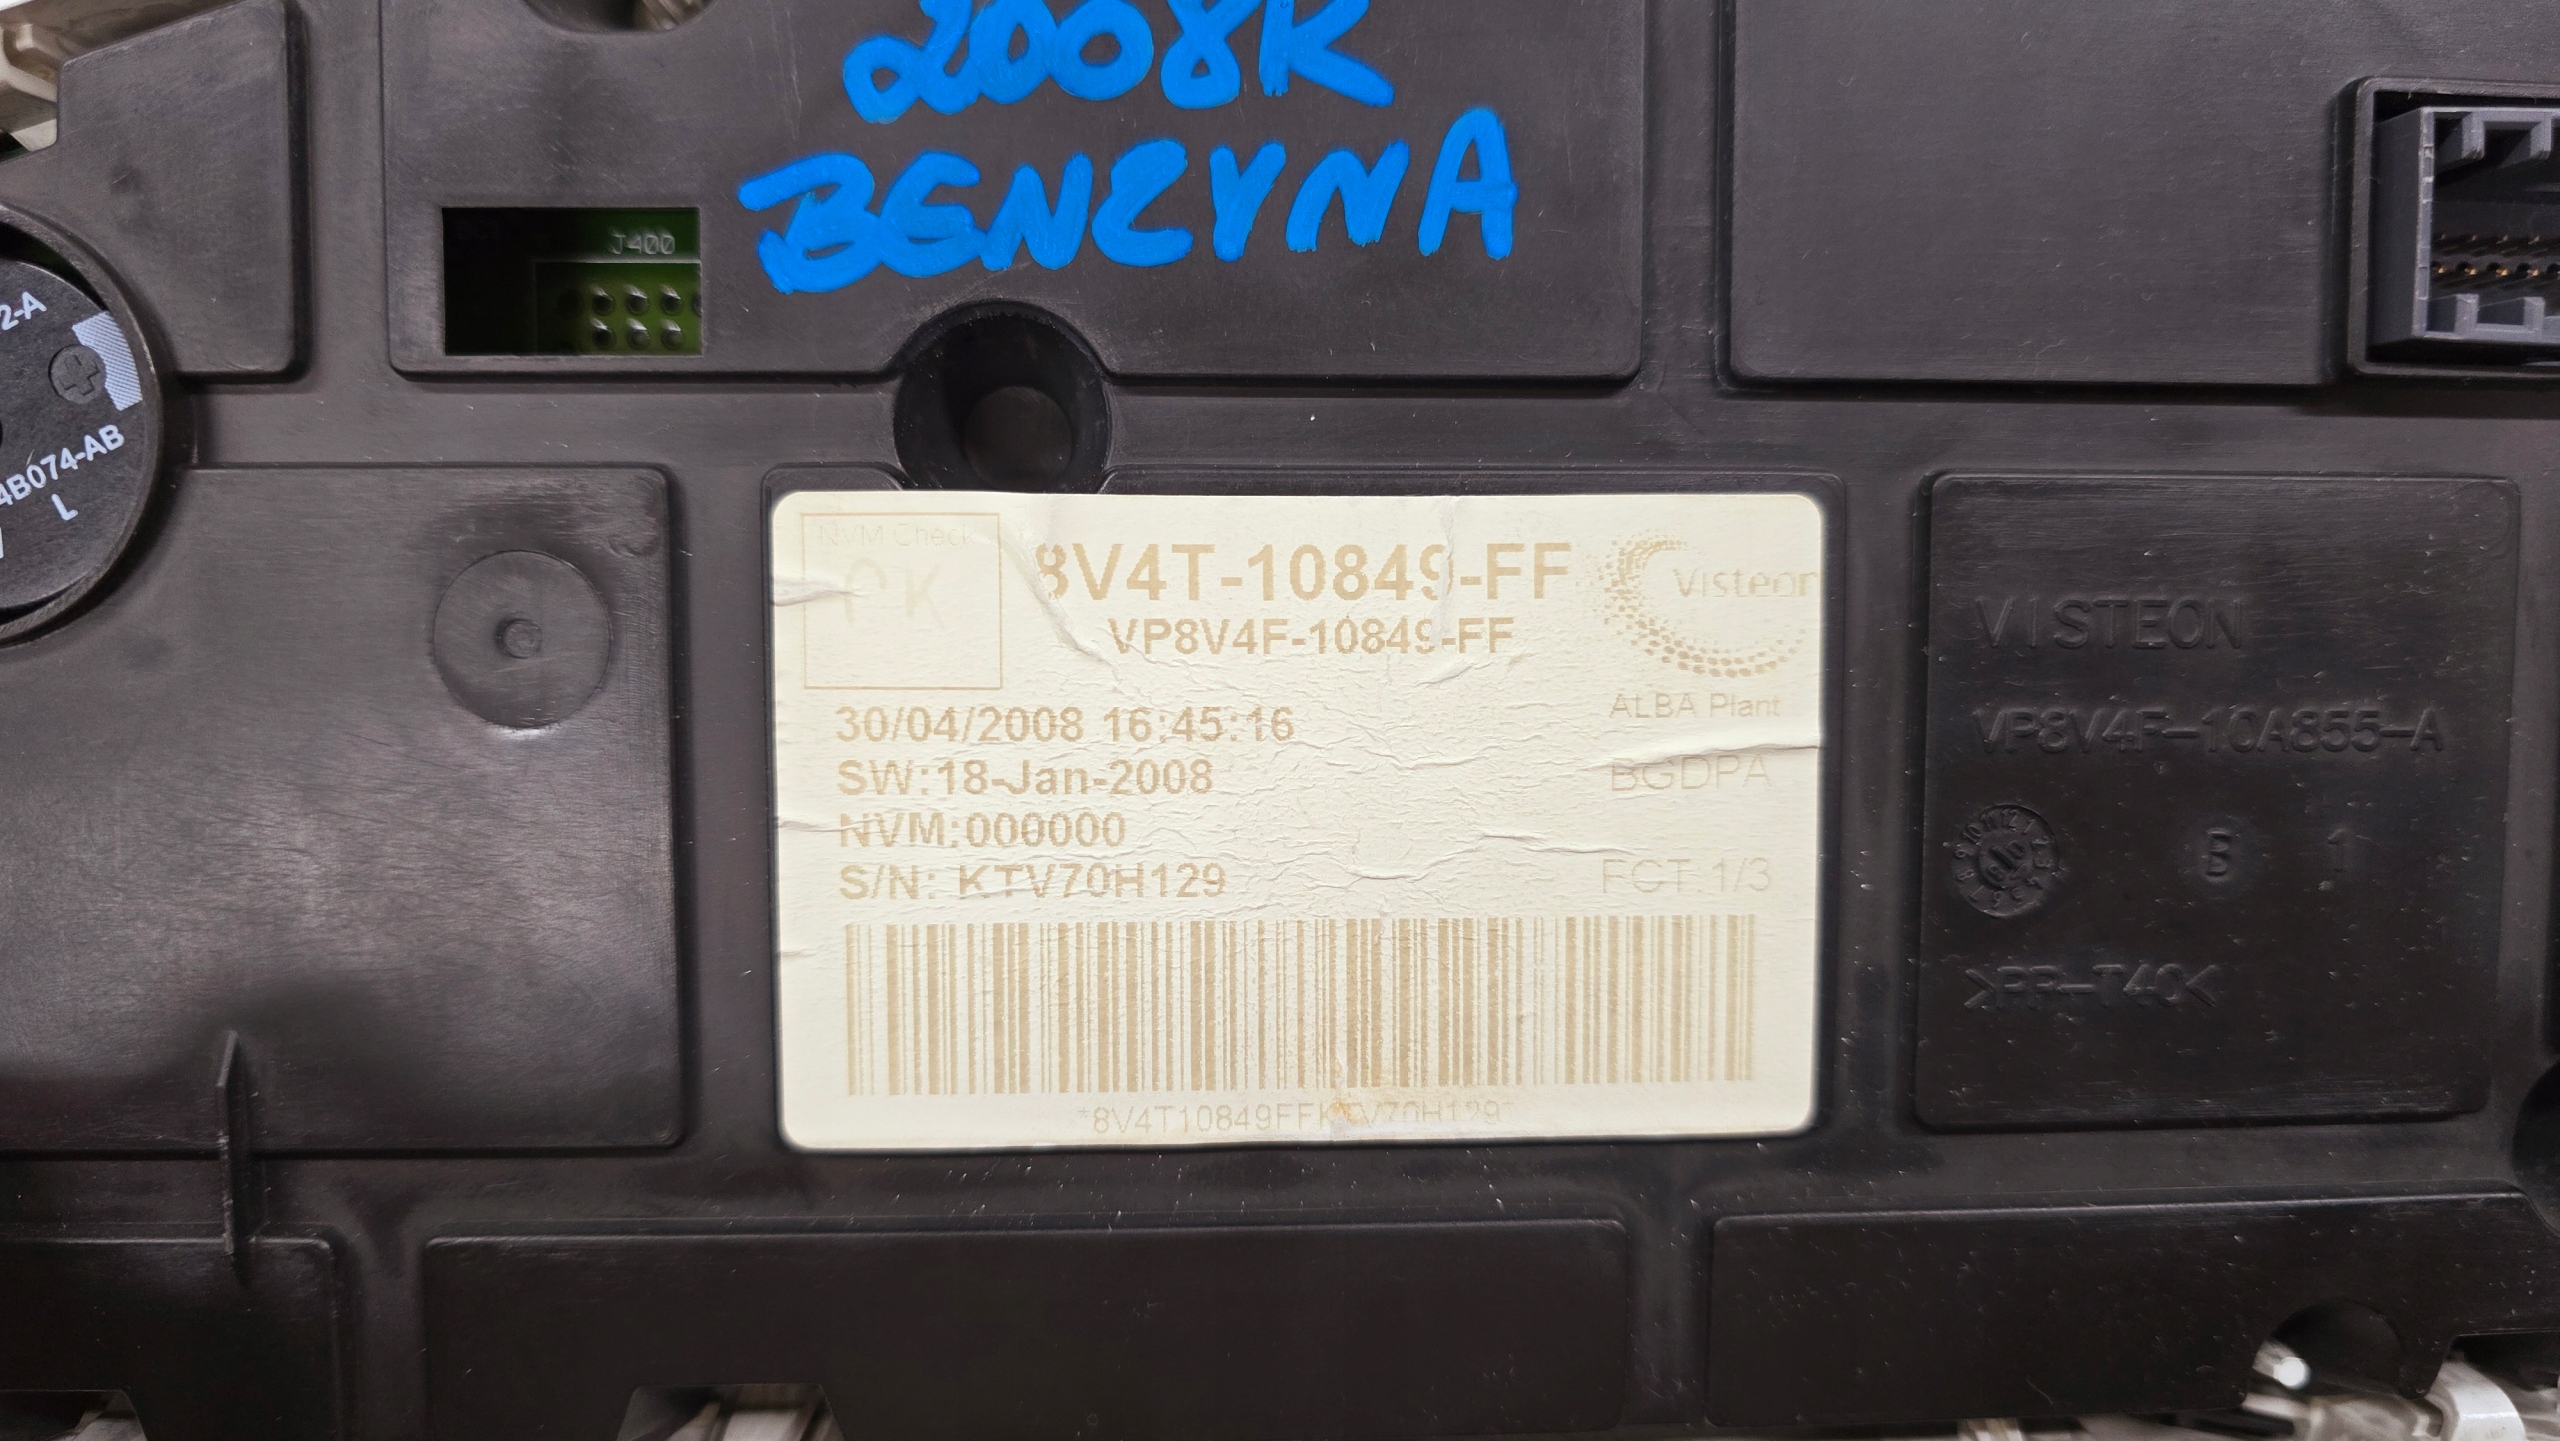 2008R
BENZYNA
J400
2-A
4B074-AB
L
NVM Check
OK
8V4T-10849-FF
VP8V4F-10849-FF
Visteon
ALBA Plant
30/04/2008 16:45:16
SW:18-Jan-2008
BGDPA
NVM:000000
S/N: KTV70H129
FCT 1/3
*8V4T10849FFKTV70H129*
VISTEON
VP8V4F-10A855-A
B 1
>PP-T40<